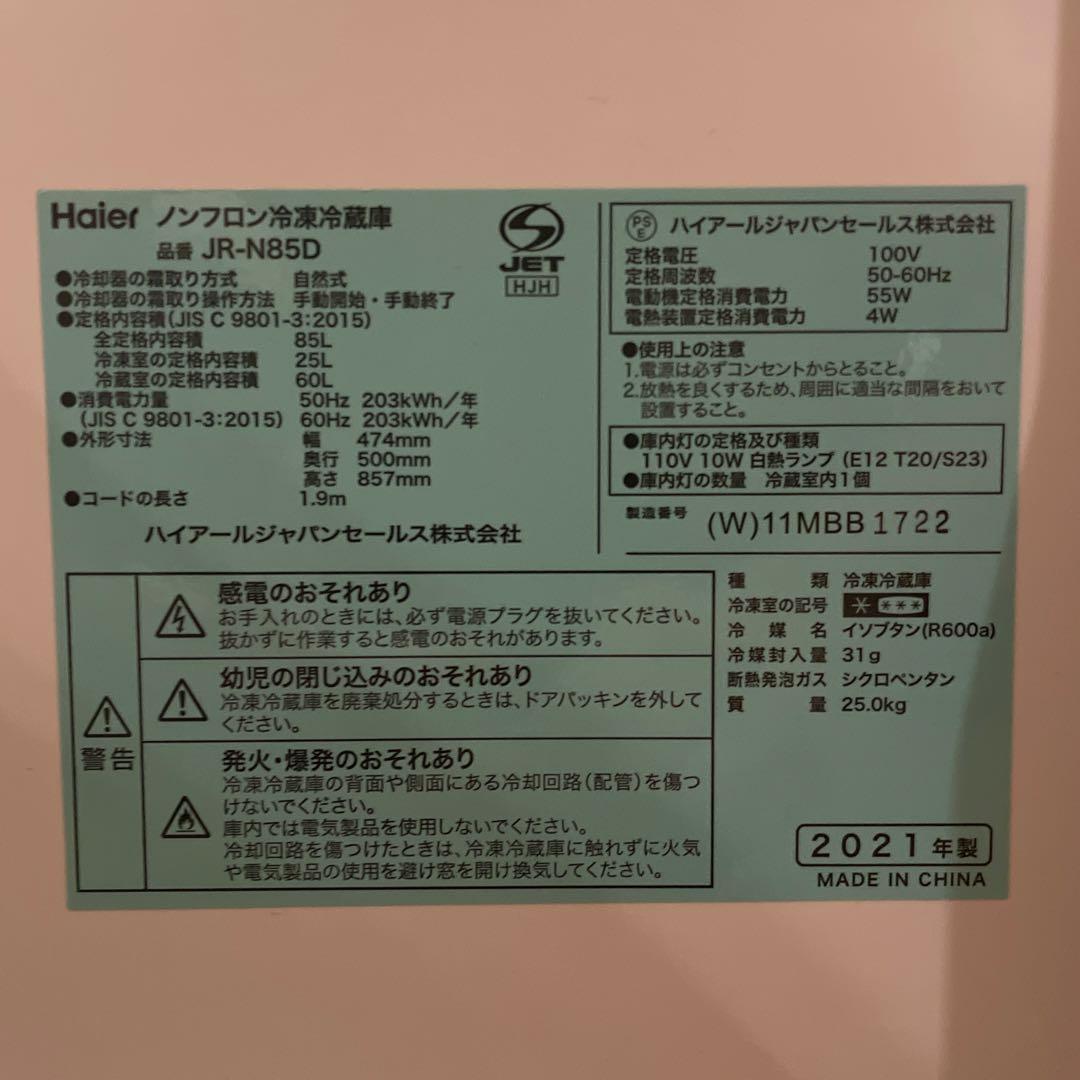 Haier ノンフロン冷凍冷蔵庫
品番 JR-N85D
●冷却器の霜取り方式 自然式
●冷却器の霜取り操作方法 手動開始・手動終了
●定格内容積(JIS C 9801-3:2015)
全定格内容積 85L
冷凍室の定格内容積 25L
冷蔵室の定格内容積 60L
●消費電力量 50Hz 203kWh/年
(JIS C 9801-3:2015) 60Hz 203kWh/年
●外形寸法 幅 474mm
奥行 500mm
高さ 857mm
●コードの長さ 1.9m
ハイアールジャパンセールス株式会社
JET
HJH
PS
E
ハイアールジャパンセールス株式会社
定格電圧 100V
定格周波数 50-60Hz
電動機定格消費電力 55W
電熱装置定格消費電力 4W
●使用上の注意
1.電源は必ずコンセントからとること。
2.放熱を良くするため、周囲に適当な間隔をおいて
設置すること。
●庫内灯の定格及び種類
110V 10W 白熱ランプ (E12 T20/S23)
●庫内灯の数量 冷蔵室内1個
製造番号 (W)11MBB 1722
警告
感電のおそれあり
お手入れのときには、必ず電源プラグを抜いてください。
抜かずに作業すると感電のおそれがあります。
幼児の閉じ込めのおそれあり
冷凍冷蔵庫を廃棄処分するときは、ドアパッキンを外して
ください。
発火・爆発のおそれあり
冷凍冷蔵庫の背面や側面にある冷却回路(配管)を傷つ
けないでください。
庫内では電気製品を使用しないでください。
冷却回路を傷つけたときは、冷凍冷蔵庫に触れずに火気
や電気製品の使用を避け窓を開け換気してください。
種類 冷凍冷蔵庫
冷凍室の記号 * ***
冷媒名 イソブタン(R600a)
冷媒封入量 31g
断熱発泡ガス シクロペンタン
質量 25.0kg
2021年製
MADE IN CHINA